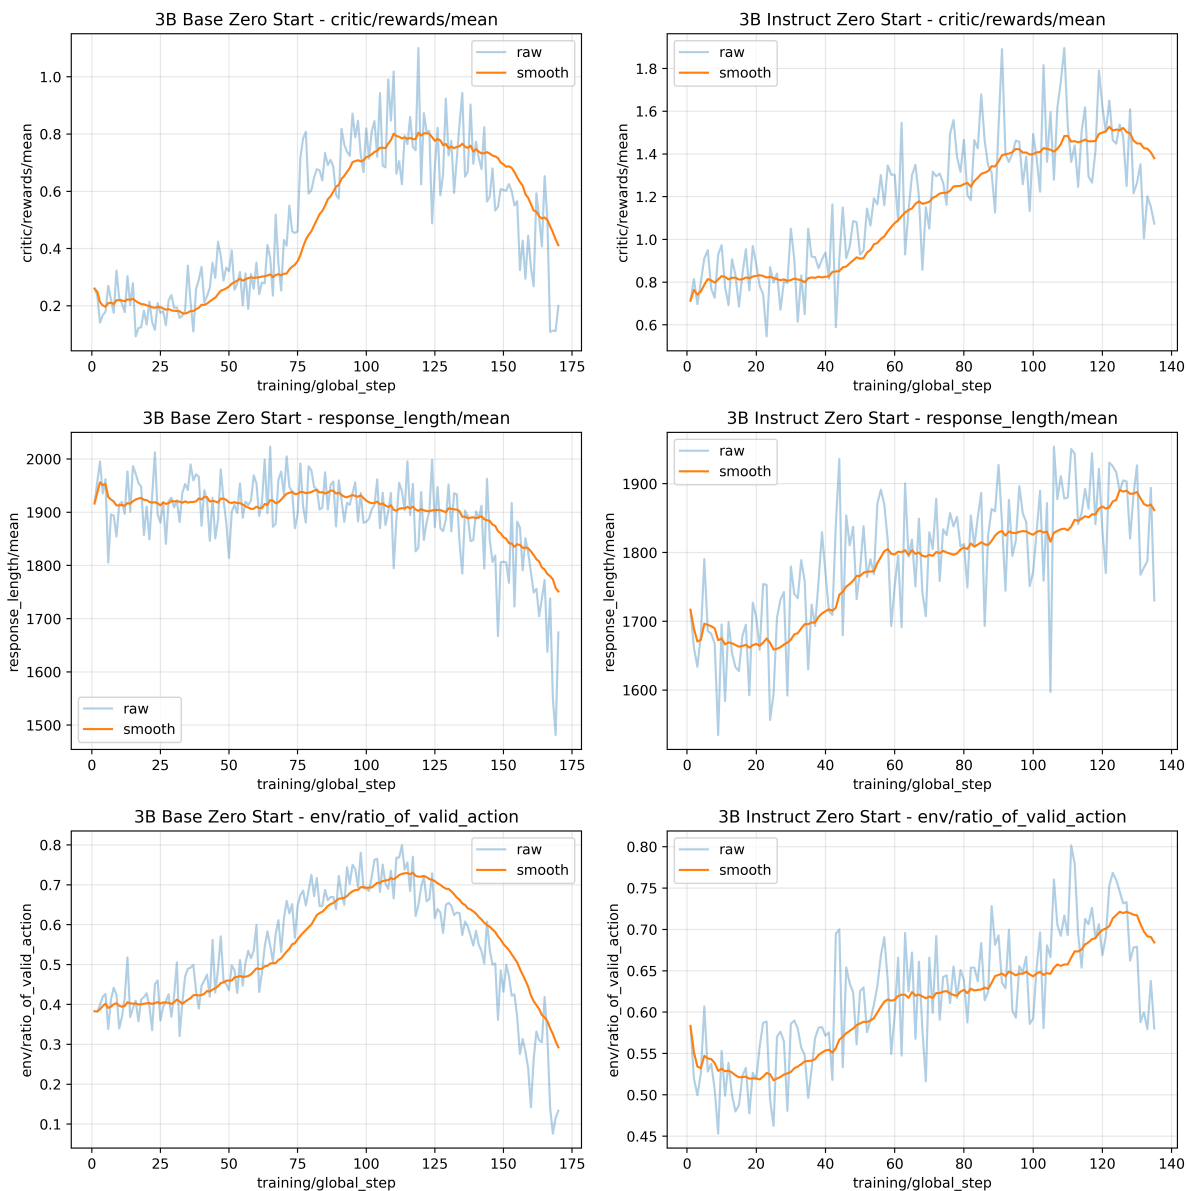 3B Base Zero Start - critic/rewards/mean
critic/rewards/mean
1.0
0.8
0.6
0.4
0.2
raw
smooth
0 25 50 75 100 125 150 175
training/global_step
3B Instruct Zero Start - critic/rewards/mean
critic/rewards/mean
1.8
1.6
1.4
1.2
1.0
0.8
0.6
raw
smooth
0 20 40 60 80 100 120 140
training/global_step
3B Base Zero Start - response_length/mean
response_length/mean
2000
1900
1800
1700
1600
1500
raw
smooth
0 25 50 75 100 125 150 175
training/global_step
3B Instruct Zero Start - response_length/mean
response_length/mean
1900
1800
1700
1600
raw
smooth
0 20 40 60 80 100 120 140
training/global_step
3B Base Zero Start - env/ratio_of_valid_action
env/ratio_of_valid_action
0.8
0.7
0.6
0.5
0.4
0.3
0.2
0.1
raw
smooth
0 25 50 75 100 125 150 175
training/global_step
3B Instruct Zero Start - env/ratio_of_valid_action
env/ratio_of_valid_action
0.80
0.75
0.70
0.65
0.60
0.55
0.50
0.45
raw
smooth
0 20 40 60 80 100 120 140
training/global_step